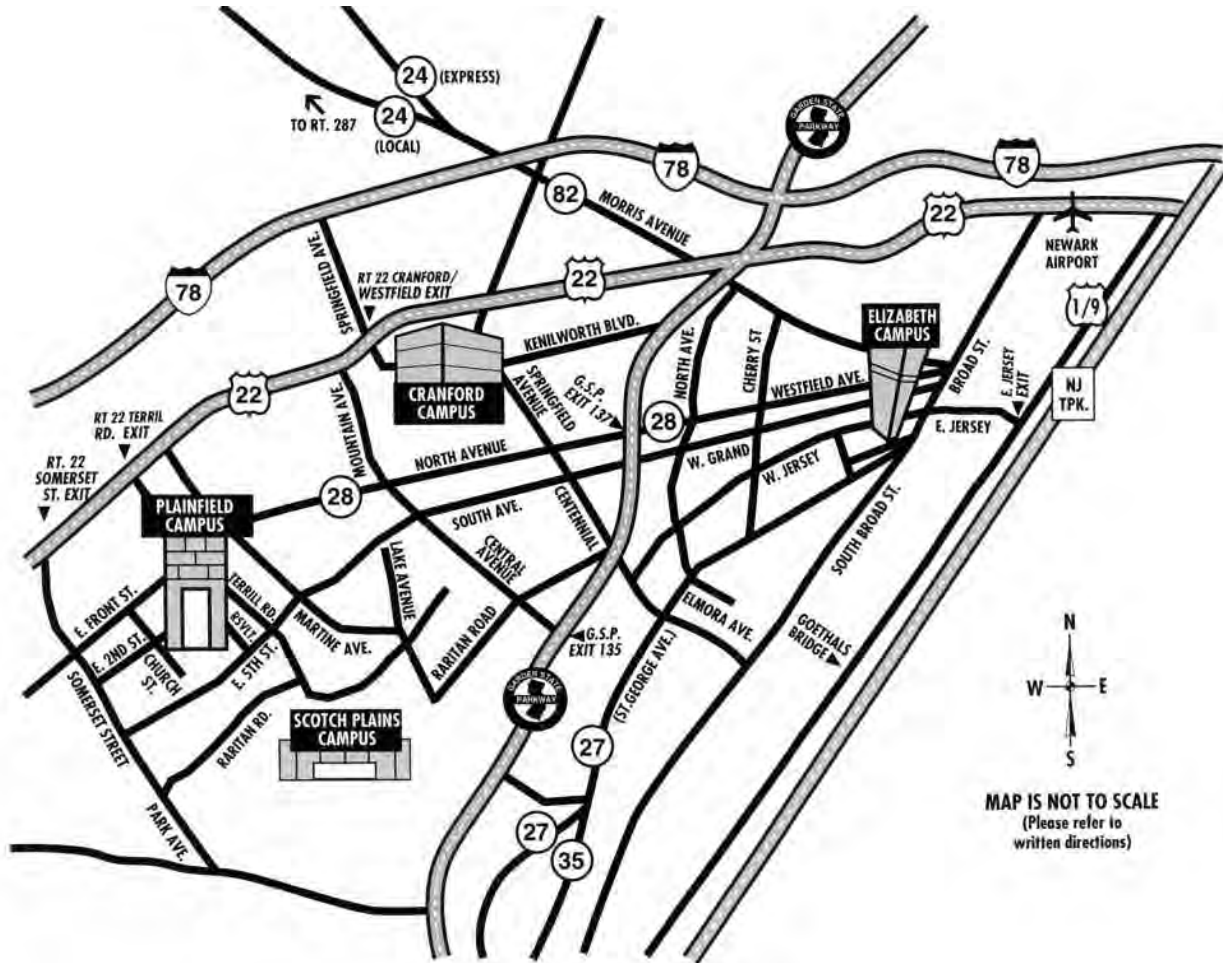 24
(EXPRESS)
24
(LOCAL)
TO RT. 287
GARDEN STATE
PARKWAY
78
78
78
82
MORRIS AVENUE
22
22
22
NEWARK
AIRPORT
1/9
SPRINGFIELD AVE.
RT 22 CRANFORD/
WESTFIELD EXIT
KENILWORTH BLVD.
CRANFORD
CAMPUS
ELIZABETH
CAMPUS
NORTH AVE.
CHERRY ST
WESTFIELD AVE.
BROAD ST.
E. JERSEY
EXIT
NJ
TPK.
E. JERSEY
SPRINGFIELD
AVENUE
G.S.P.
EXIT 137
28
MOUNTAIN AVE.
NORTH AVENUE
28
W. GRAND
W. JERSEY
RT 22 TERRIL
RD. EXIT
RT. 22
SOMERSET
ST. EXIT
PLAINFIELD
CAMPUS
SOUTH AVE.
CENTENNIAL
SOUTH BROAD ST.
LAKE AVENUE
CENTRAL
AVENUE
E. FRONT ST.
TERRILL RD.
RSVLT.
MARTINE AVE.
E. 2ND ST.
CHURCH
ST.
E. 5TH ST.
RARITAN ROAD
G.S.P.
EXIT 135
ELMORA AVE.
GOETHALS
BRIDGE
SOMERSET STREET
RARITAN RD.
SCOTCH PLAINS
CAMPUS
GARDEN STATE
PARKWAY
(ST.GEORGE AVE.)
27
PARK AVE.
27
35
N
W
E
S
MAP IS NOT TO SCALE
(Please refer to
written directions)